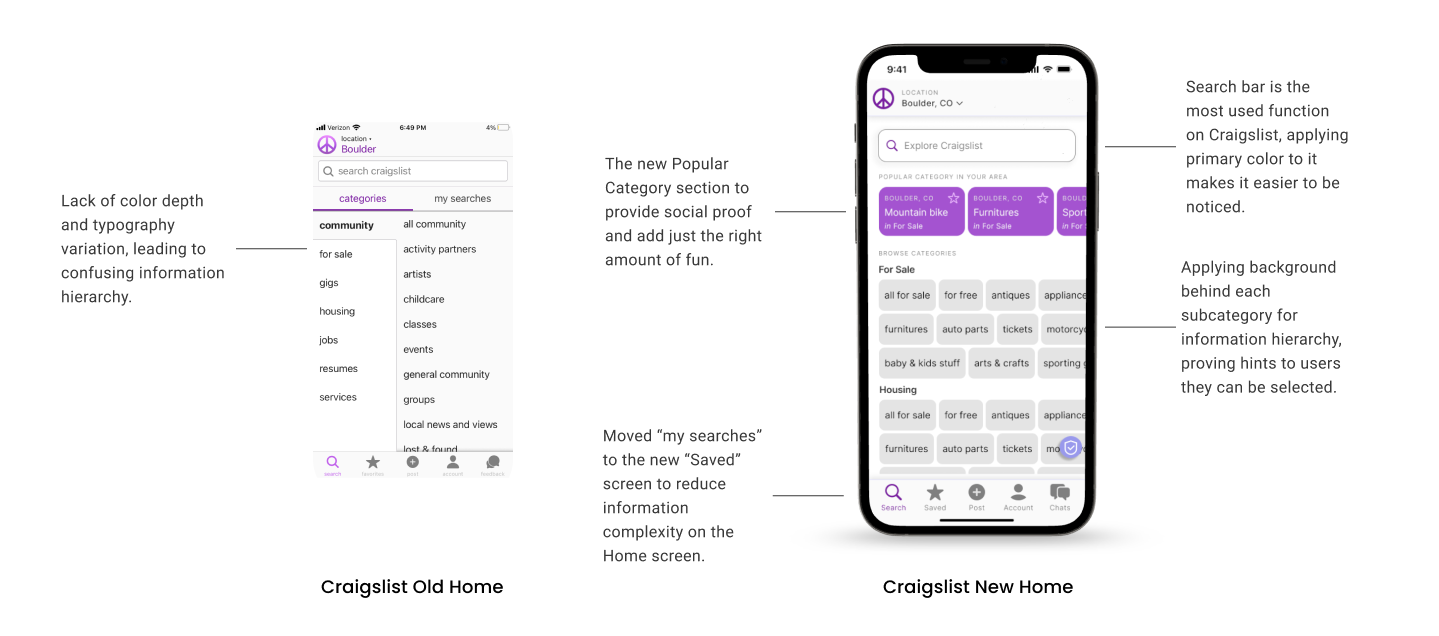 Lack of color depth
and typography
variation, leading to
confusing information
hierarchy.
Verizon
6:49 PM
4%
location
Boulder
search craigslist
categories
my searches
community
for sale
gigs
housing
jobs
resumes
services
all community
activity partners
artists
childcare
classes
events
general community
groups
local news and views
lost & found
search
favorites
post
account
feedback
Craigslist Old Home
The new Popular
Category section to
provide social proof
and add just the right
amount of fun.
Moved “my searches”
to the new “Saved”
screen to reduce
information
complexity on the
Home screen.
9:41
LOCATION
Boulder, CO
Explore Craigslist
POPULAR CATEGORY IN YOUR AREA
BOULDER, CO
Mountain bike
in For Sale
BOULDER, CO
Furnitures
in For Sale
BOUL
Sport
in For
BROWSE CATEGORIES
For Sale
all for sale for free antiques appliance
furnitures auto parts tickets motorcyc
baby & kids stuff arts & crafts sporting g
Housing
all for sale for free antiques appliance
furnitures auto parts tickets mo
Search
Saved
Post
Account
Chats
Craigslist New Home
Search bar is the
most used function
on Craigslist, applying
primary color to it
makes it easier to be
noticed.
Applying background
behind each
subcategory for
information hierarchy,
proving hints to users
they can be selected.